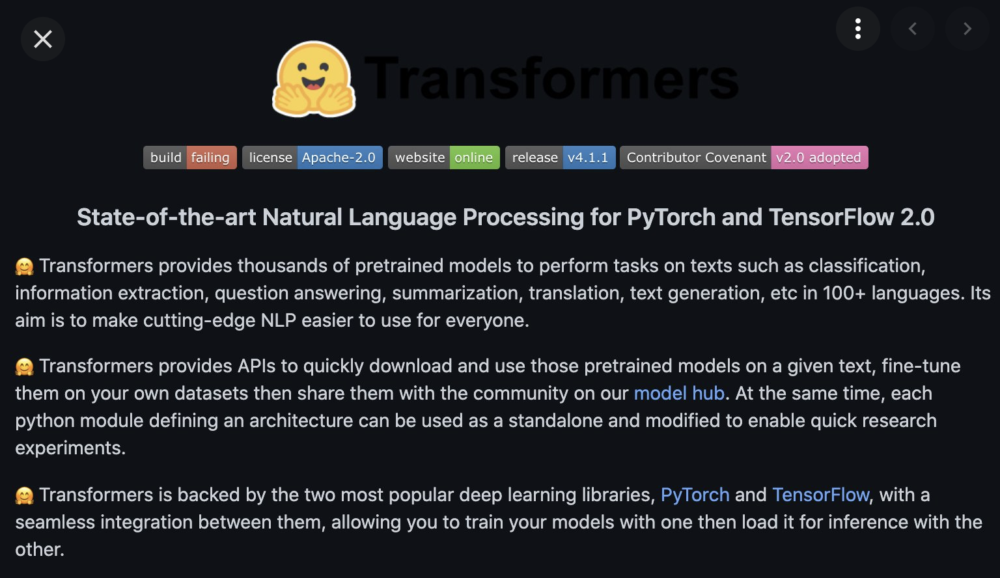 Transformers
build failing license Apache-2.0 website online release v4.1.1 Contributor Covenant v2.0 adopted
State-of-the-art Natural Language Processing for PyTorch and TensorFlow 2.0
🤗 Transformers provides thousands of pretrained models to perform tasks on texts such as classification,
information extraction, question answering, summarization, translation, text generation, etc in 100+ languages. Its
aim is to make cutting-edge NLP easier to use for everyone.
🤗 Transformers provides APIs to quickly download and use those pretrained models on a given text, fine-tune
them on your own datasets then share them with the community on our model hub. At the same time, each
python module defining an architecture can be used as a standalone and modified to enable quick research
experiments.
🤗 Transformers is backed by the two most popular deep learning libraries, PyTorch and TensorFlow, with a
seamless integration between them, allowing you to train your models with one then load it for inference with the
other.